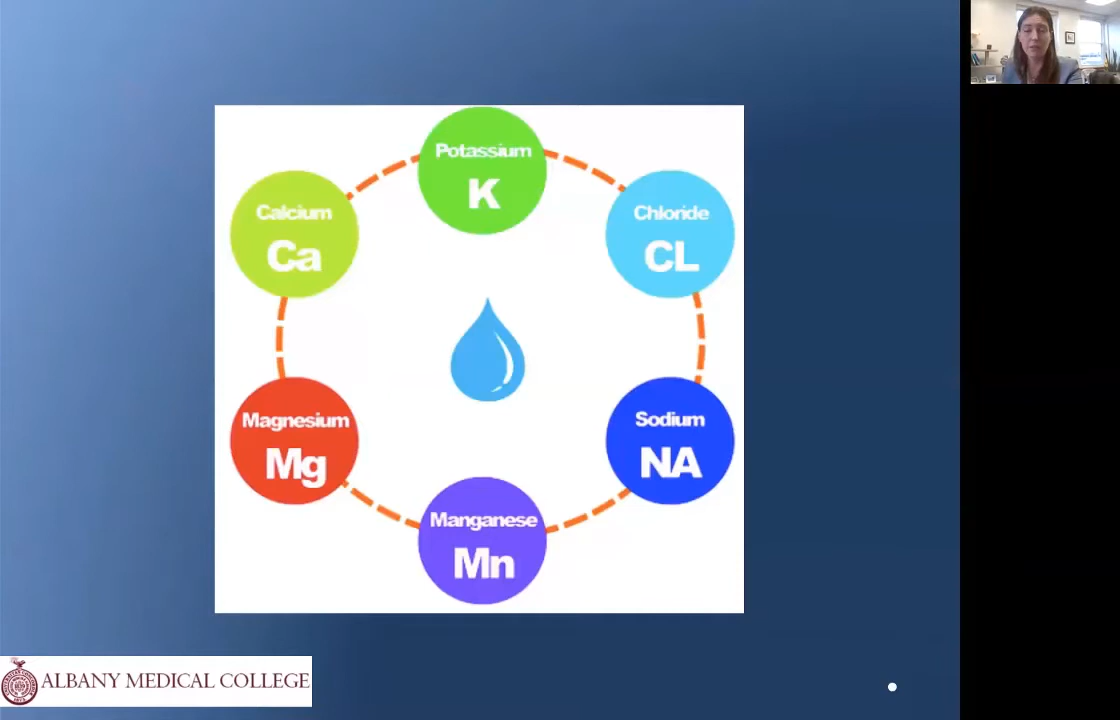 Potassium
K
Calcium
Ca
Chloride
CL
Magnesium
Mg
Sodium
NA
Manganese
Mn
ALBANY MEDICAL COLLEGE